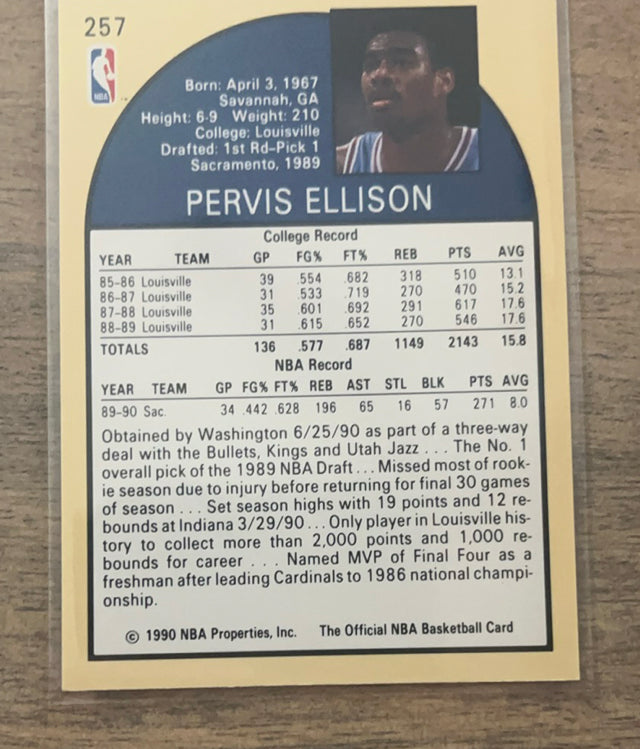 257
NBA
Born: April 3, 1967
Savannah, GA
Height: 6-9 Weight: 210
College: Louisville
Drafted: 1st Rd-Pick 1
Sacramento, 1989
PERVIS ELLISON
College Record
YEAR TEAM GP FG% FT% REB PTS AVG
85-86 Louisville 39 .554 .682 318 510 13.1
86-87 Louisville 31 .533 .719 270 470 15.2
87-88 Louisville 35 .601 .692 291 617 17.6
88-89 Louisville 31 .615 .652 270 546 17.6
TOTALS 136 .577 .687 1149 2143 15.8
NBA Record
YEAR TEAM GP FG% FT% REB AST STL BLK PTS AVG
89-90 Sac. 34 .442 .628 196 65 16 57 271 8.0
Obtained by Washington 6/25/90 as part of a three-way
deal with the Bullets, Kings and Utah Jazz . . . The No. 1
overall pick of the 1989 NBA Draft . . . Missed most of rook-
ie season due to injury before returning for final 30 games
of season . . . Set season highs with 19 points and 12 re-
bounds at Indiana 3/29/90 . . . Only player in Louisville his-
tory to collect more than 2,000 points and 1,000 re-
bounds for career . . . Named MVP of Final Four as a
freshman after leading Cardinals to 1986 national champi-
onship.
© 1990 NBA Properties, Inc. The Official NBA Basketball Card